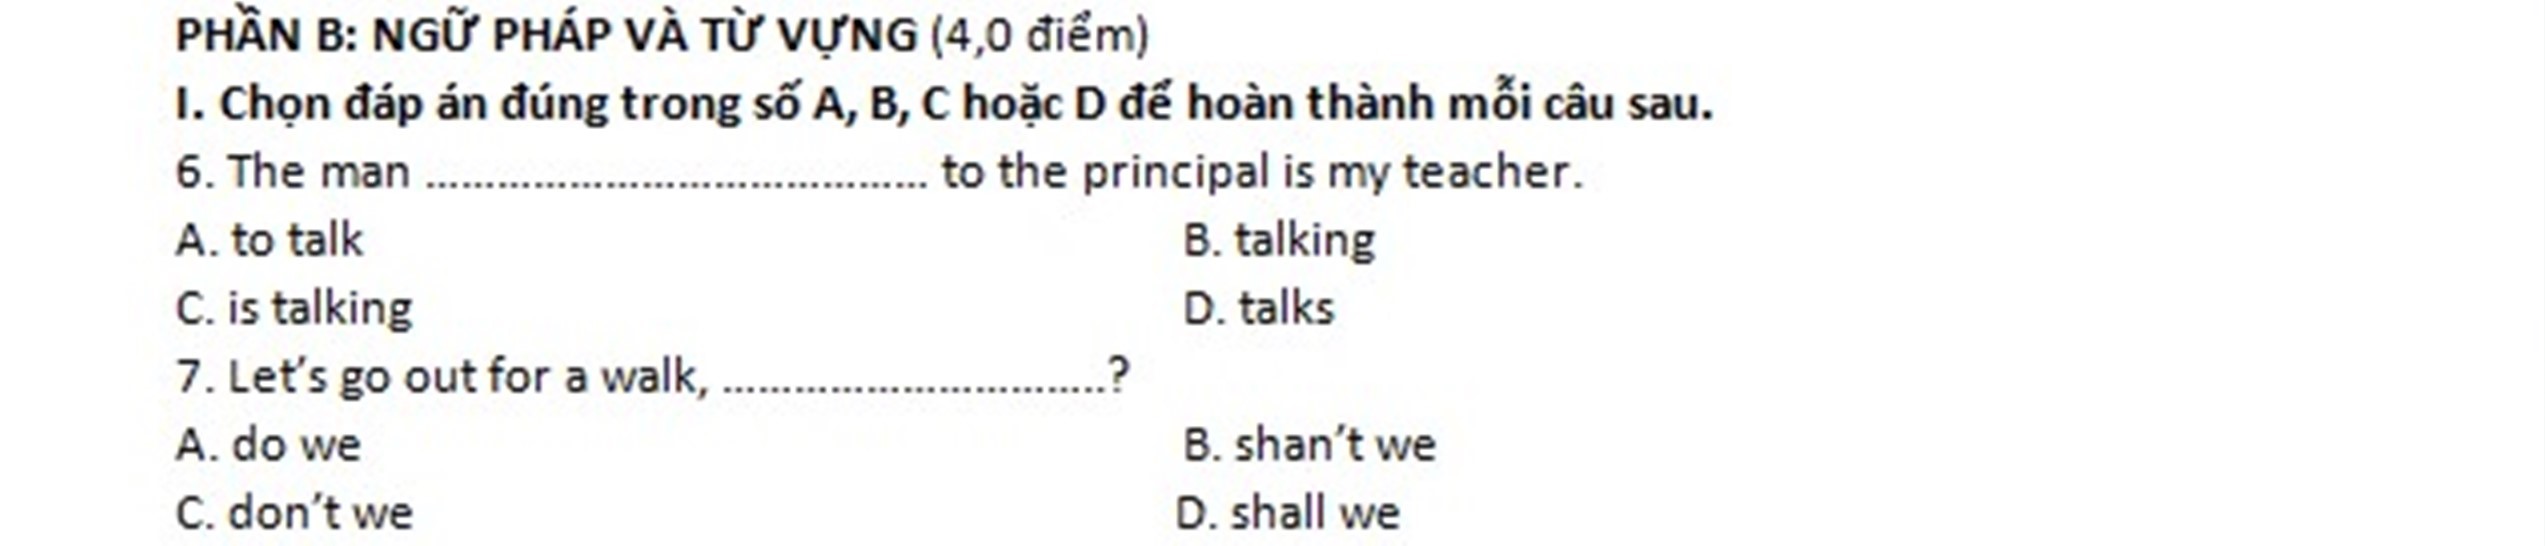 PHẦN B: NGỮ PHÁP VÀ TỪ VỰNG (4,0 điểm)
I. Chọn đáp án đúng trong số A, B, C hoặc D để hoàn thành mỗi câu sau.
6. The man .......................................... to the principal is my teacher.
A. to talk B. talking
C. is talking D. talks
7. Let’s go out for a walk, ................................?
A. do we B. shan’t we
C. don’t we D. shall we